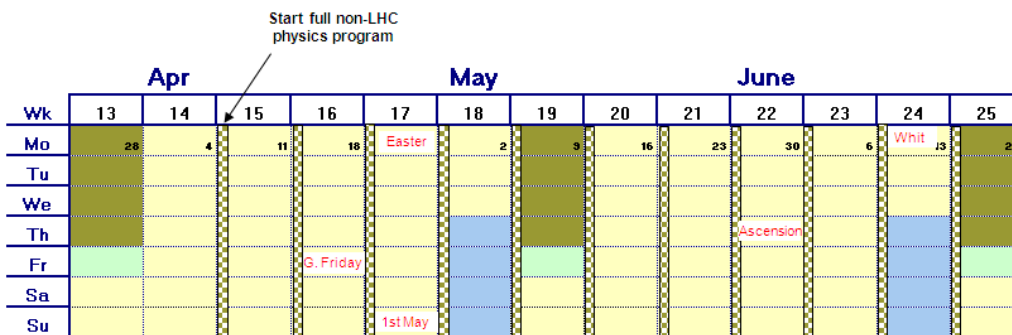 Start full non-LHC
physics program
Apr May June
Wk 13 14 15 16 17 18 19 20 21 22 23 24 25
Mo 28 4 11 18 Easter 2 9 16 23 30 6 Whit 13 2
Tu
We
Th Ascension
Fr G. Friday
Sa
Su 1st May